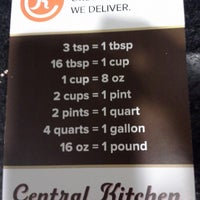 WE DELIVER.
3 tsp = 1 tbsp
16 tbsp = 1 cup
1 cup = 8 oz
2 cups = 1 pint
2 pints = 1 quart
4 quarts = 1 gallon
16 oz = 1 pound
Central Kitchen